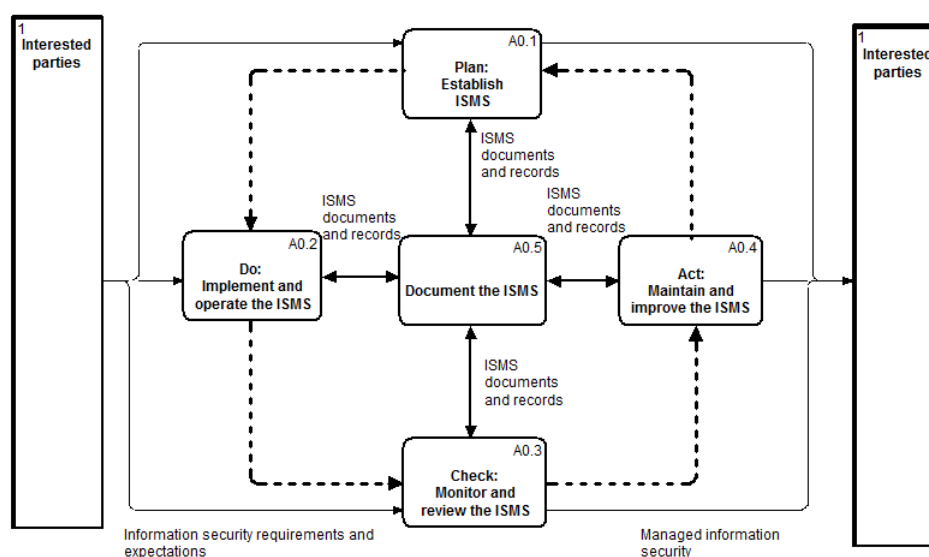 1
Interested
parties
A0.1
Plan:
Establish
ISMS
1
Interested
parties
ISMS
documents
and records
ISMS
documents
and records
ISMS
documents
and records
A0.2
Do:
Implement and
operate the ISMS
A0.5
Document the ISMS
A0.4
Act:
Maintain and
improve the ISMS
ISMS
documents
and records
A0.3
Check:
Monitor and
review the ISMS
Information security requirements and
expectations
Managed information
security